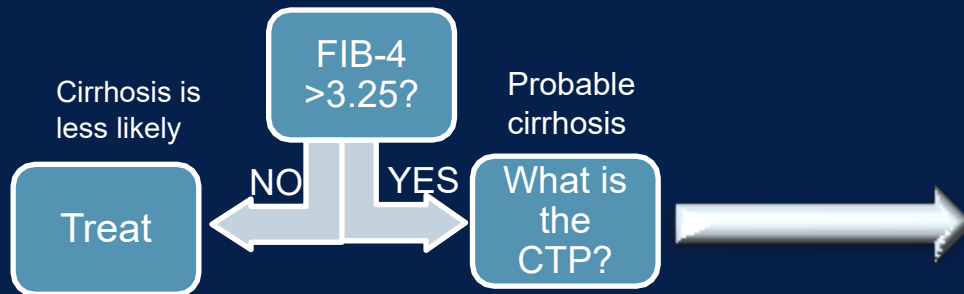 FIB-4
>3.25?
Cirrhosis is
less likely
Probable
cirrhosis
NO
YES
Treat
What is
the
CTP?